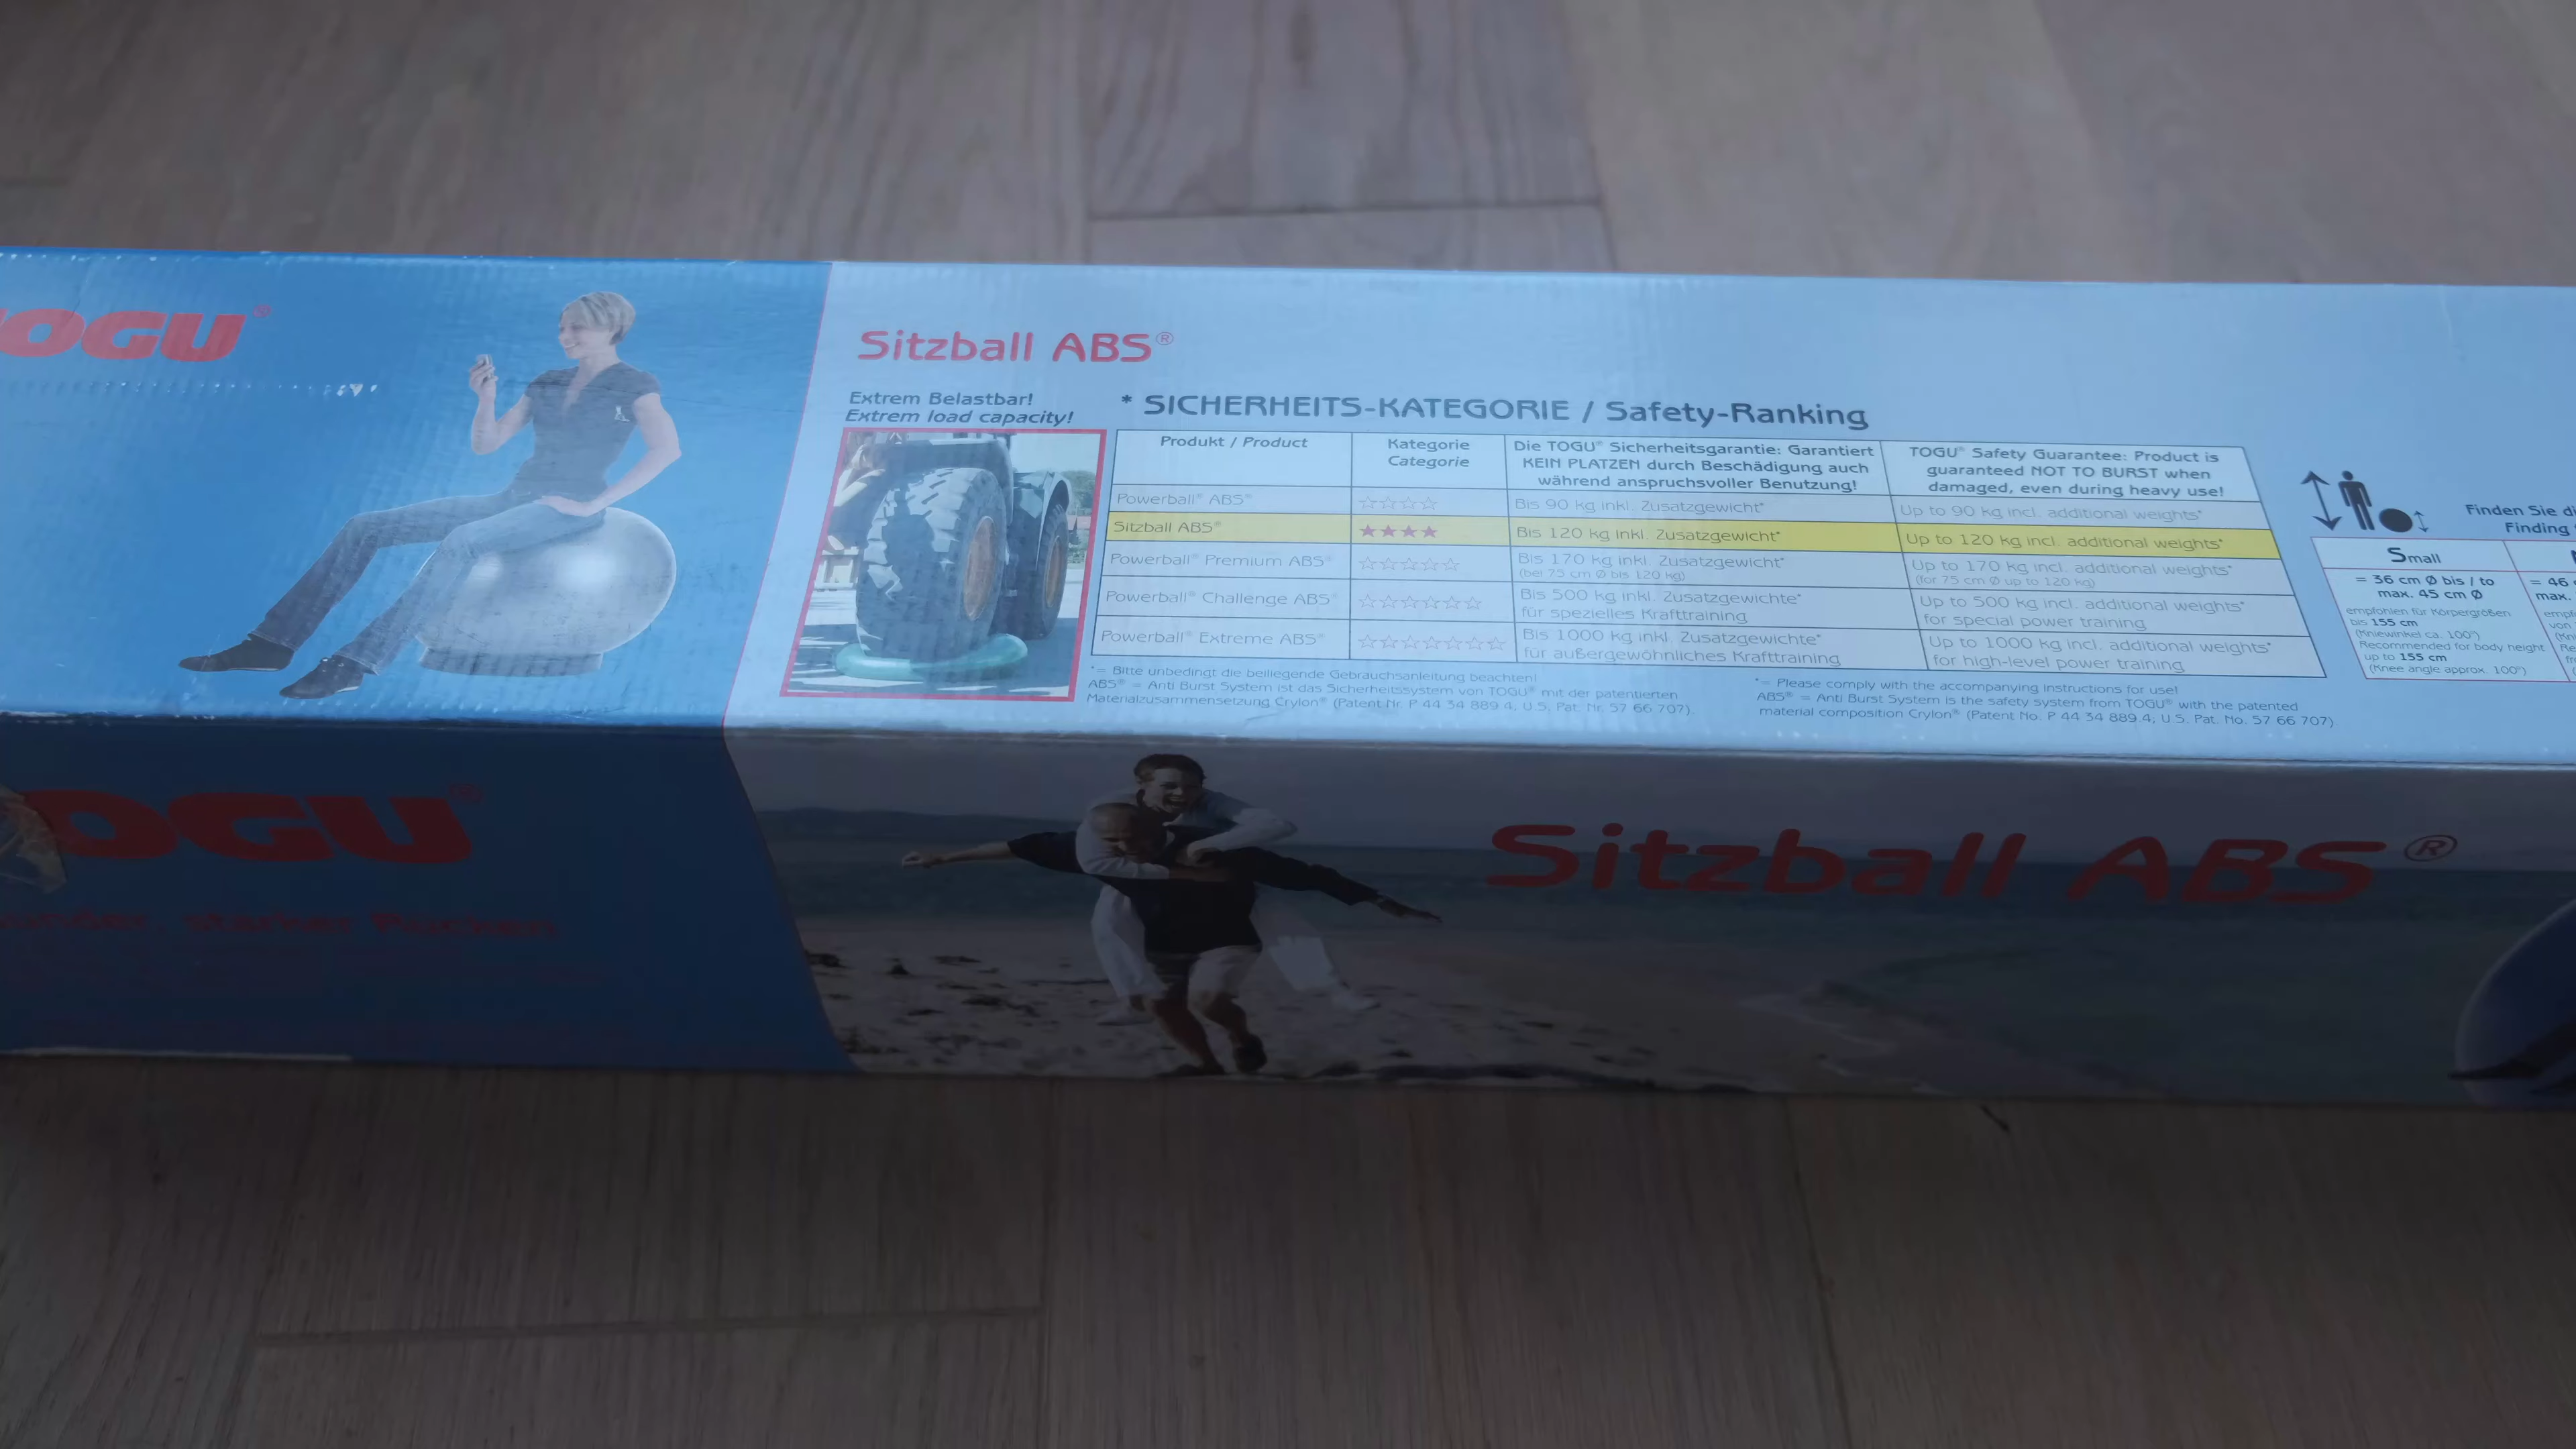 OGU®
Sitzball ABS®
Extrem Belastbar!
Extrem load capacity!
* SICHERHEITS-KATEGORIE / Safety-Ranking
Produkt / Product
Kategorie
Categorie
Die TOGU® Sicherheitsgarantie: Garantiert
KEIN PLATZEN durch Beschädigung auch
während anspruchsvoller Benutzung!
TOGU® Safety Guarantee: Product is
guaranteed NOT TO BURST when
damaged, even during heavy use!
Powerball® ABS® ☆☆☆☆ Bis 90 kg inkl. Zusatzgewicht* Up to 90 kg incl. additional weights*
Sitzball ABS® ★★★★ Bis 120 kg inkl. Zusatzgewicht* Up to 120 kg incl. additional weights*
Powerball® Premium ABS® ☆☆☆☆☆ Bis 170 kg inkl. Zusatzgewicht* Up to 170 kg incl. additional weights*
(bei 75 cm Ø bis 120 kg) (for 75 cm Ø up to 120 kg)
Powerball® Challenge ABS® ☆☆☆☆☆☆ Bis 500 kg inkl. Zusatzgewichte* Up to 500 kg incl. additional weights*
für spezielles Krafttraining for special power training
Powerball® Extreme ABS® ☆☆☆☆☆☆☆ Bis 1000 kg inkl. Zusatzgewichte* Up to 1000 kg incl. additional weights*
für außergewöhnliches Krafttraining for high-level power training
*= Bitte unbedingt die beiliegende Gebrauchsanleitung beachten!
ABS® = Anti Burst System ist das Sicherheitssystem von TOGU® mit der patentierten
Materialzusammensetzung Crylon® (Patent Nr. P 44 34 889 4, U.S. Pat. Nr. 57 66 707)
*= Please comply with the accompanying instructions for use!
ABS® = Anti Burst System is the safety system from TOGU® with the patented
material composition Crylon® (Patent No. P 44 34 889 4, U.S. Pat. No. 57 66 707)
Finden Sie di
Finding
Small
= 36 cm Ø bis / to
max. 45 cm Ø
empfohlen für Körpergrößen
bis 155 cm
(Kniewinkel ca. 100°)
Recommended for body height
up to 155 cm
(Knee angle approx. 100°)
= 46
max.
empf
von
OGU®
starker Rücken
Sitzball ABS®